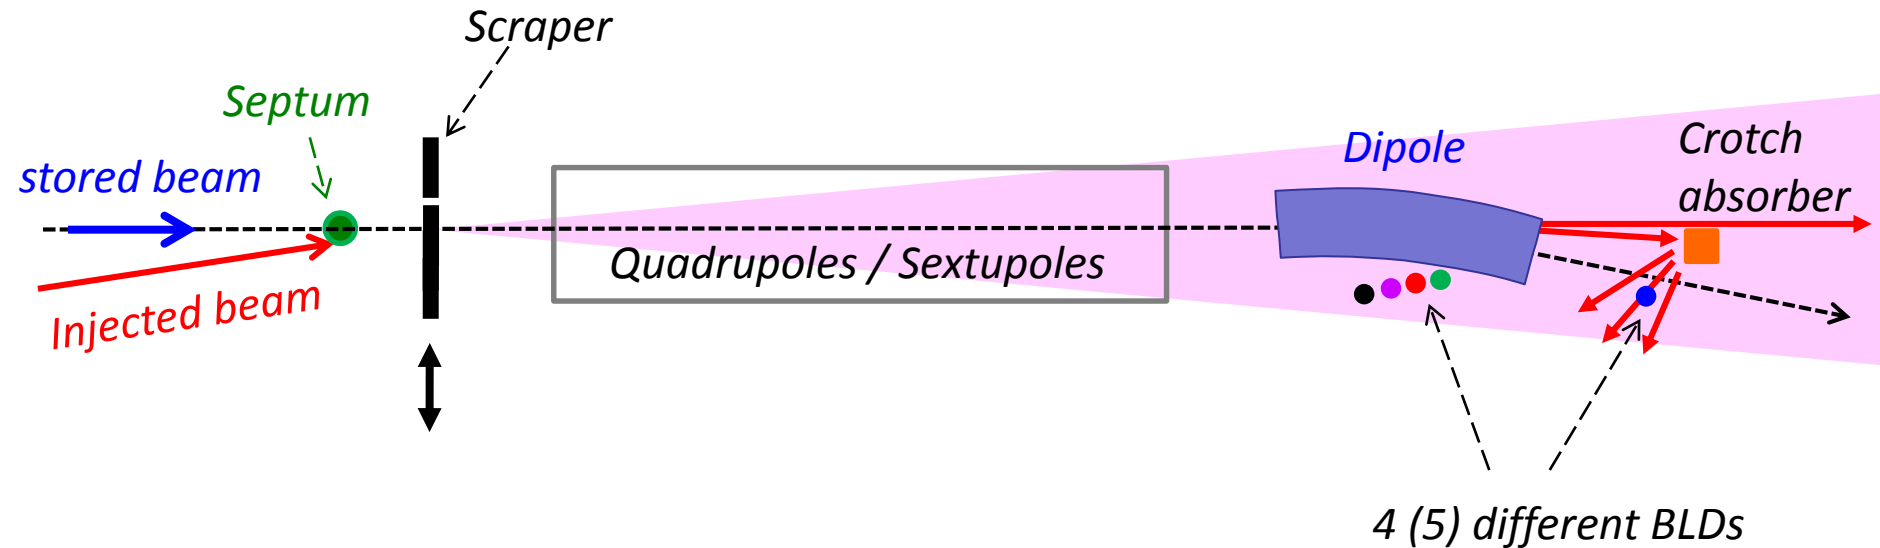 Scraper
Septum
stored beam
Injected beam
Quadrupoles / Sextupoles
Dipole
Crotch
absorber
4 (5) different BLDs